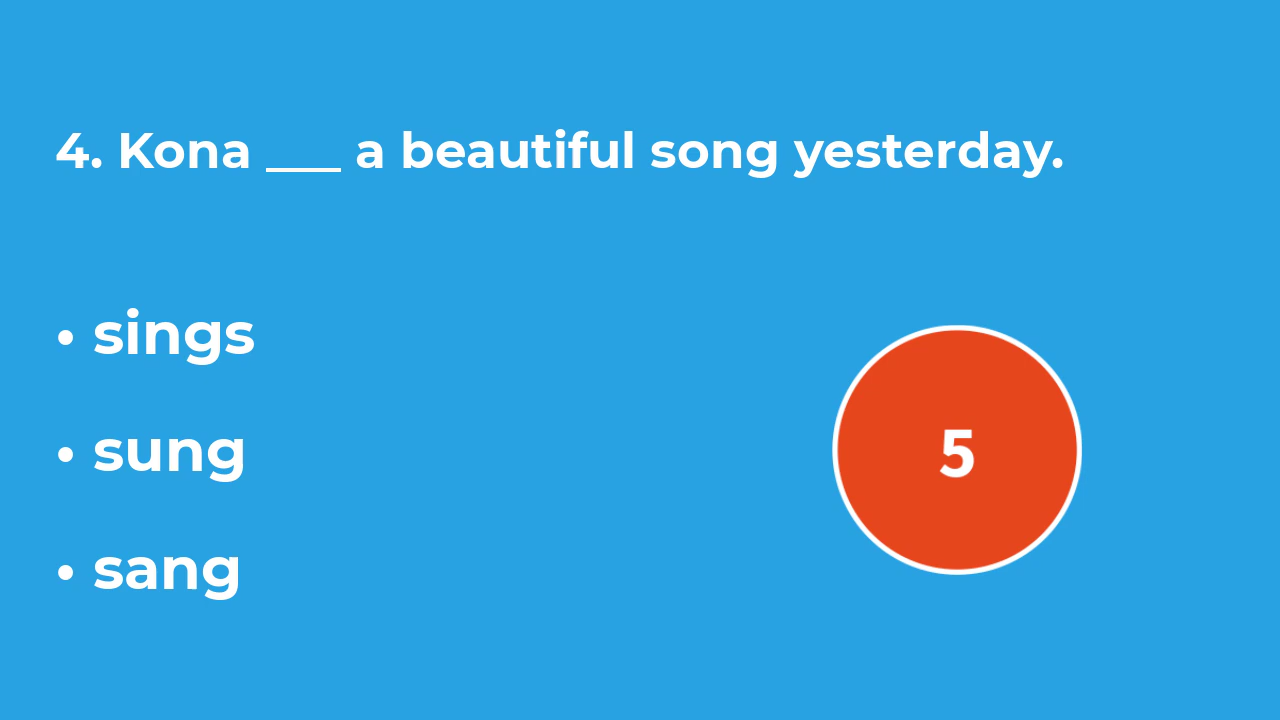 4. Kona ___ a beautiful song yesterday.
• sings
• sung
• sang
5